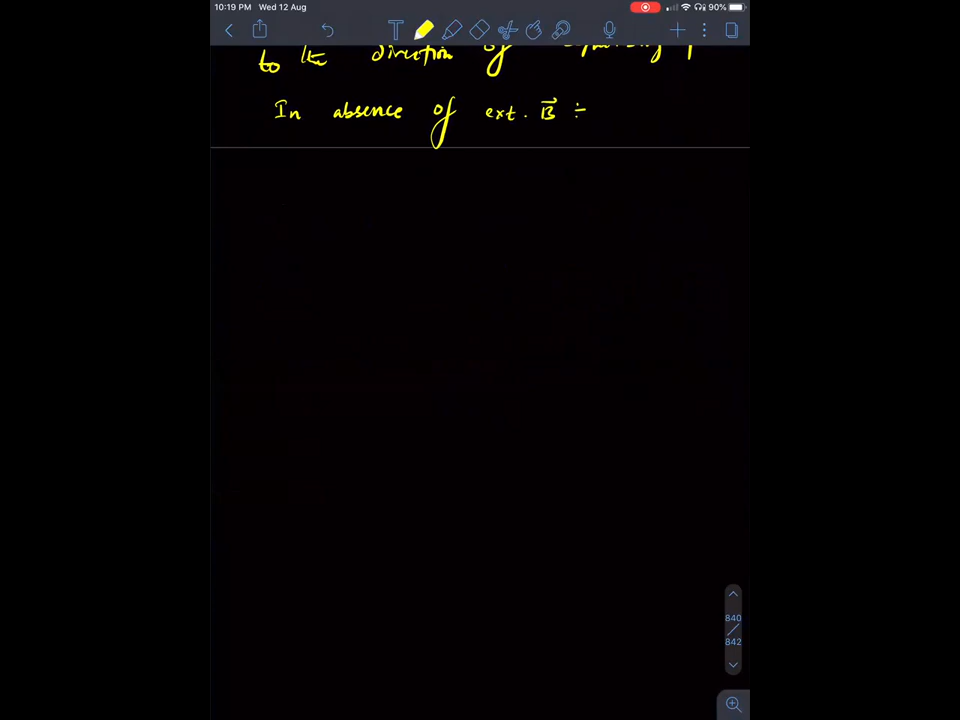 10:19 PM Wed 12 Aug 90%
T
to the direction of
In absence of ext. B⃗ ÷
840
842